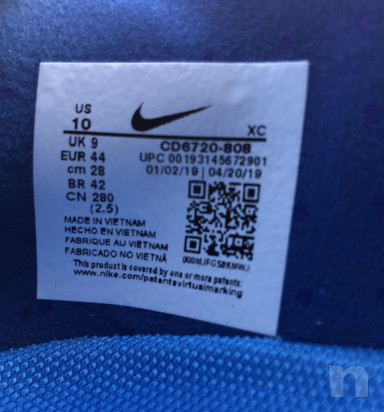 US
10
XC
UK 9
CD6720-808
EUR 44
UPC 00193145672901
cm 28
01/02/19 | 04/20/19
BR 42
CN 280
(2.5)
MADE IN VIETNAM
HECHO EN VIETNAM
FABRIQUE AU VIETNAM
FABRICADO NO VIETNÃ
This product is covered by one or more patents:
www.nike.com/patentsvirtualmarking
n